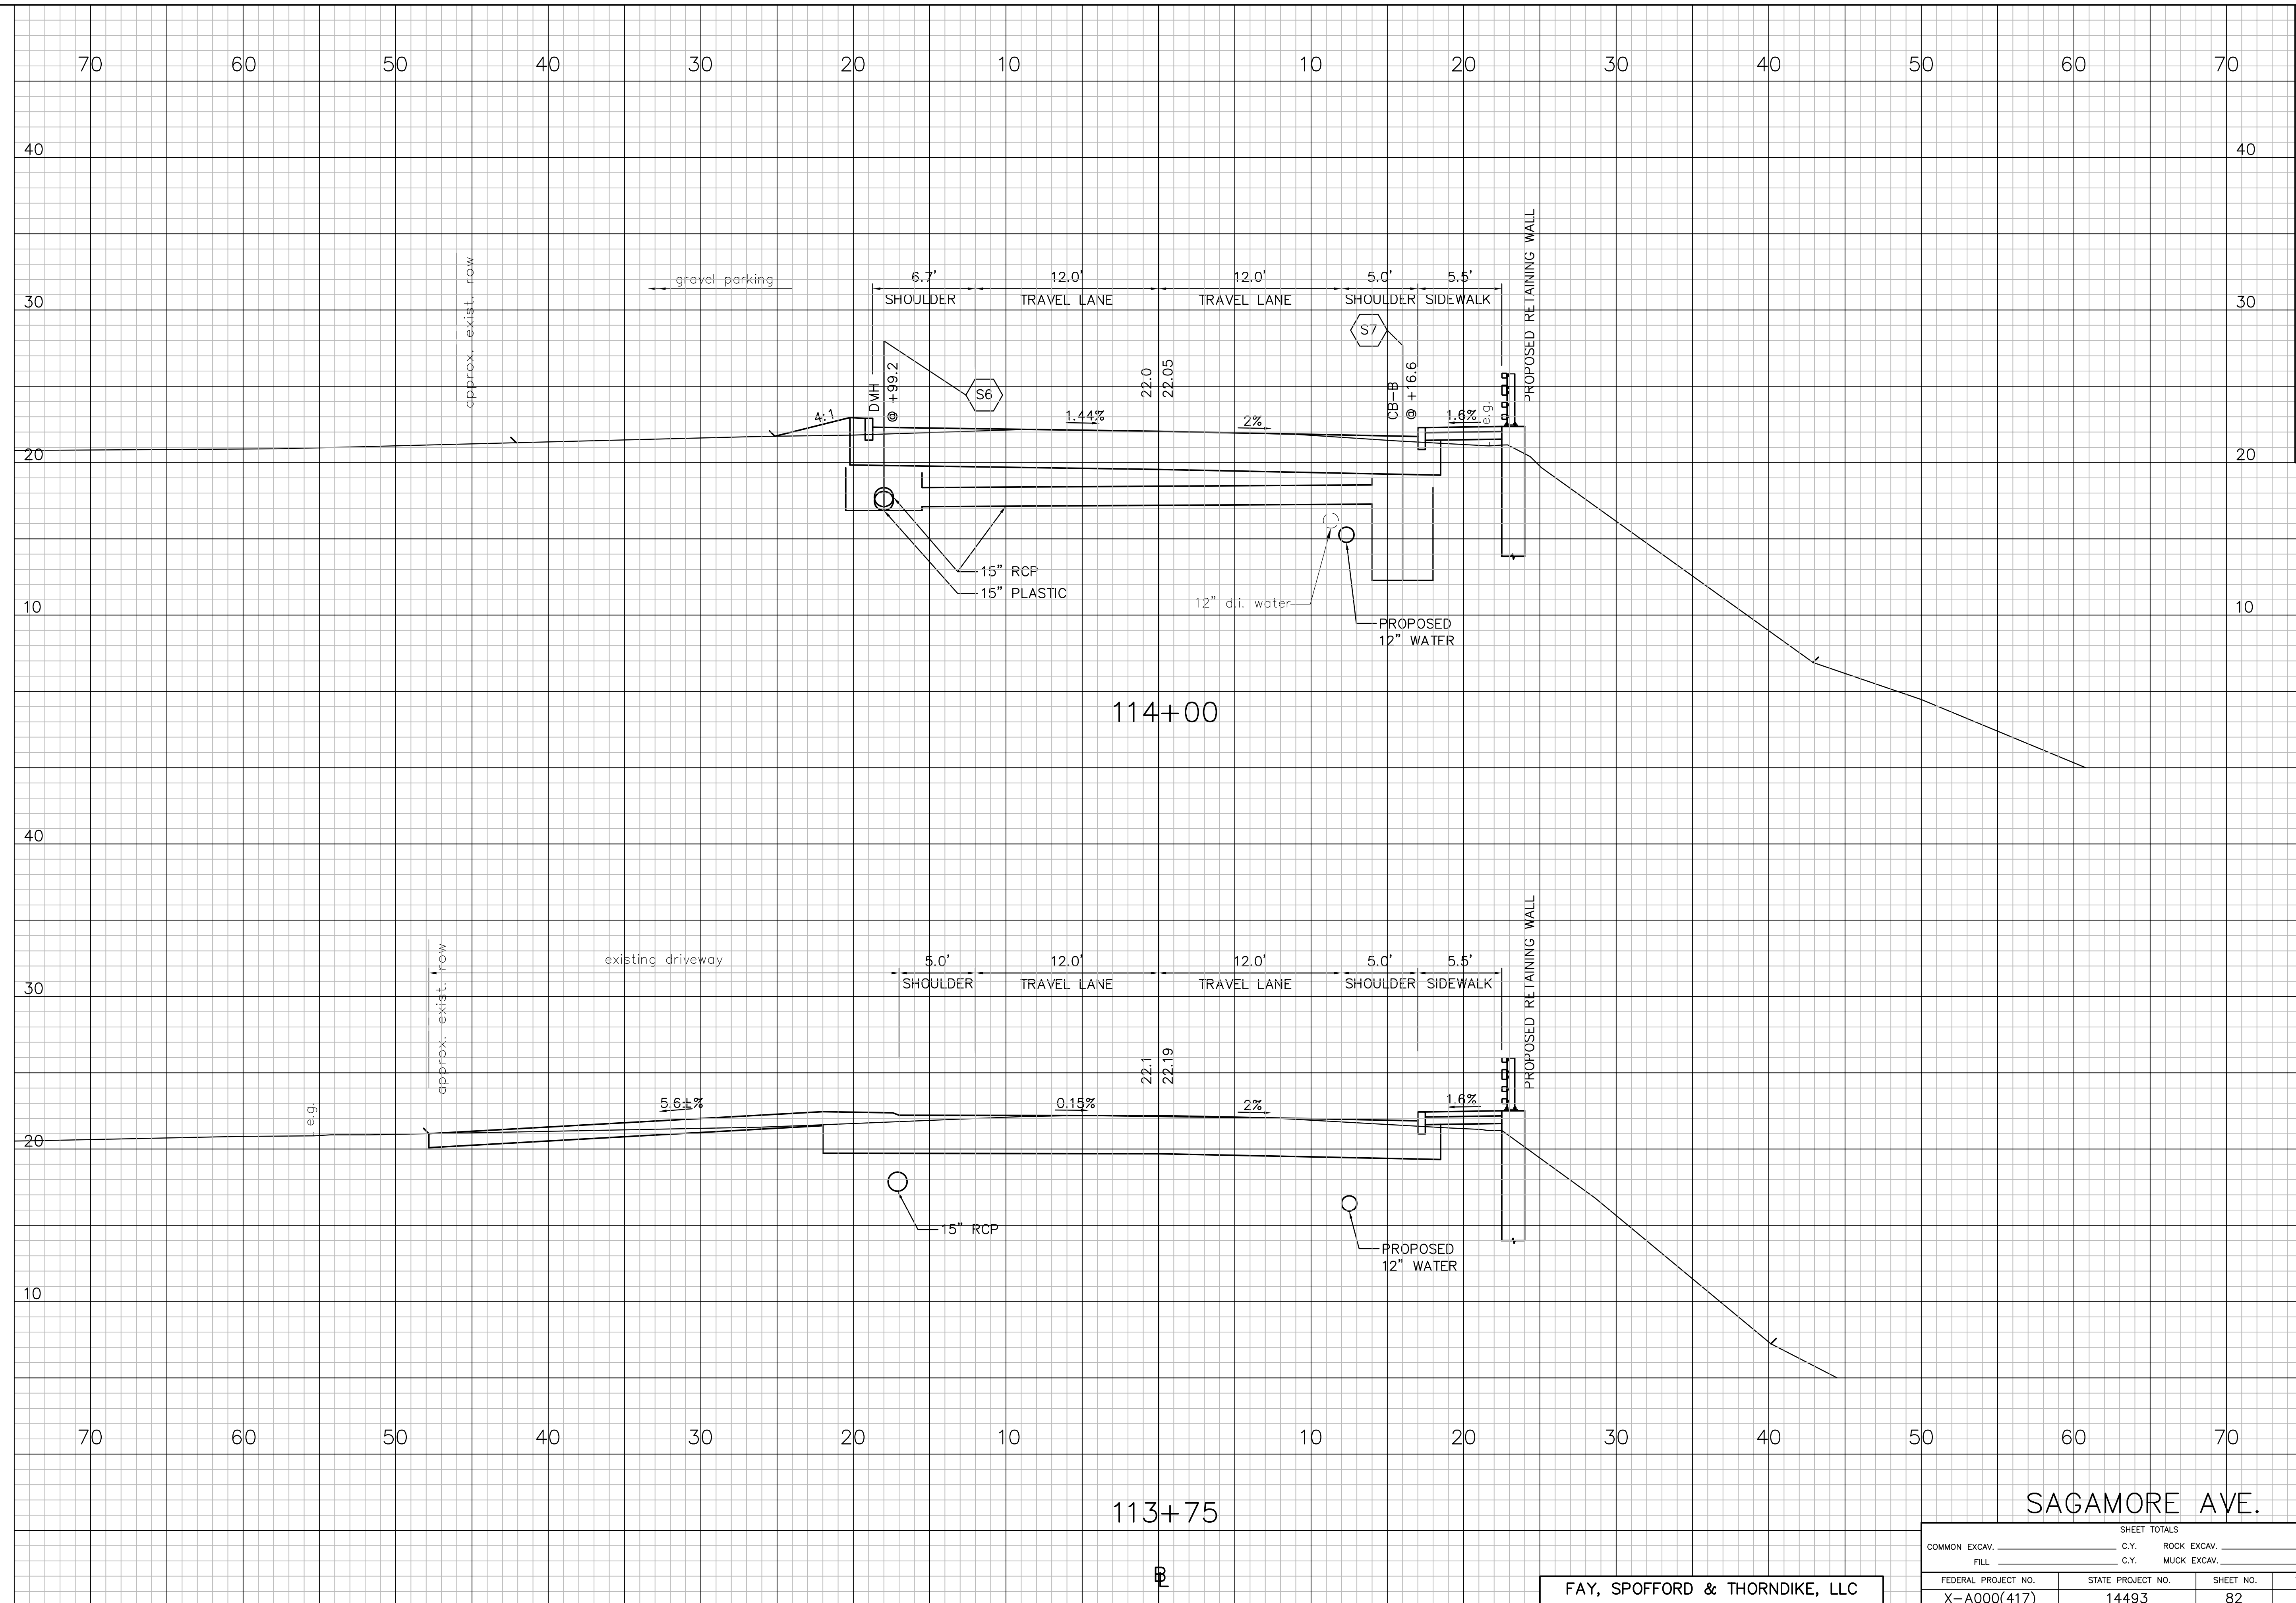 70 60 50 40 30 20 10 10 20 30 40 50 60 70
40 40
approx. exist. row
gravel parking
6.7' 12.0' 12.0' 5.0' 5.5'
SHOULDER TRAVEL LANE TRAVEL LANE SHOULDER SIDEWALK
PROPOSED RETAINING WALL
30 30
S7
DMH
@ +99.2
S6
22.0
22.05
CB-B
@ +16.6
e.g.
4:1 1.44% 2% 1.6%
20 20
15" RCP
15" PLASTIC
12" d.i. water
10 10
PROPOSED
12" WATER
114+00
40
approx. exist. row
existing driveway
5.0' 12.0' 12.0' 5.0' 5.5'
SHOULDER TRAVEL LANE TRAVEL LANE SHOULDER SIDEWALK
PROPOSED RETAINING WALL
30
22.1
22.19
e.g.
5.6±% 0.15% 2% 1.6%
20
15" RCP
PROPOSED
12" WATER
10
70 60 50 40 30 20 10 10 20 30 40 50 60 70
113+75
SAGAMORE AVE.
SHEET TOTALS
COMMON EXCAV. C.Y. ROCK EXCAV.
FILL C.Y. MUCK EXCAV.
FAY, SPOFFORD & THORNDIKE, LLC
FEDERAL PROJECT NO. STATE PROJECT NO. SHEET NO.
X-A000(417) 14493 82